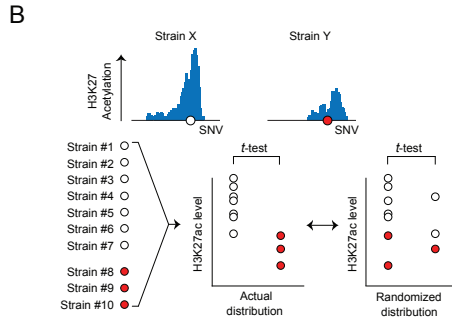 B
Strain X
Strain Y
H3K27
Acetylation
SNV
SNV
Strain #1
Strain #2
Strain #3
Strain #4
Strain #5
Strain #6
Strain #7
Strain #8
Strain #9
Strain #10
t-test
H3K27ac level
Actual
distribution
t-test
H3K27ac level
Randomized
distribution